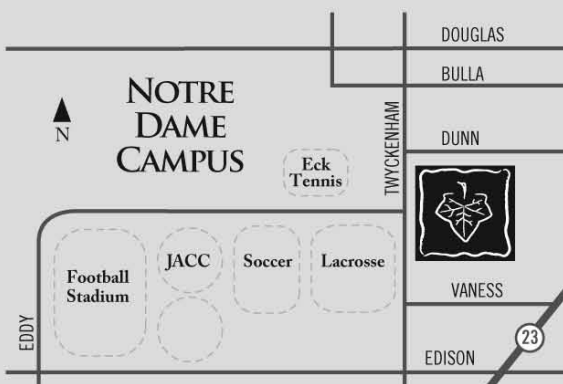 DOUGLAS
BULLA
NOTRE
DAME
CAMPUS
N
TWYCKENHAM
DUNN
Eck
Tennis
JACC
Soccer
Lacrosse
Football
Stadium
VANESS
EDDY
23
EDISON